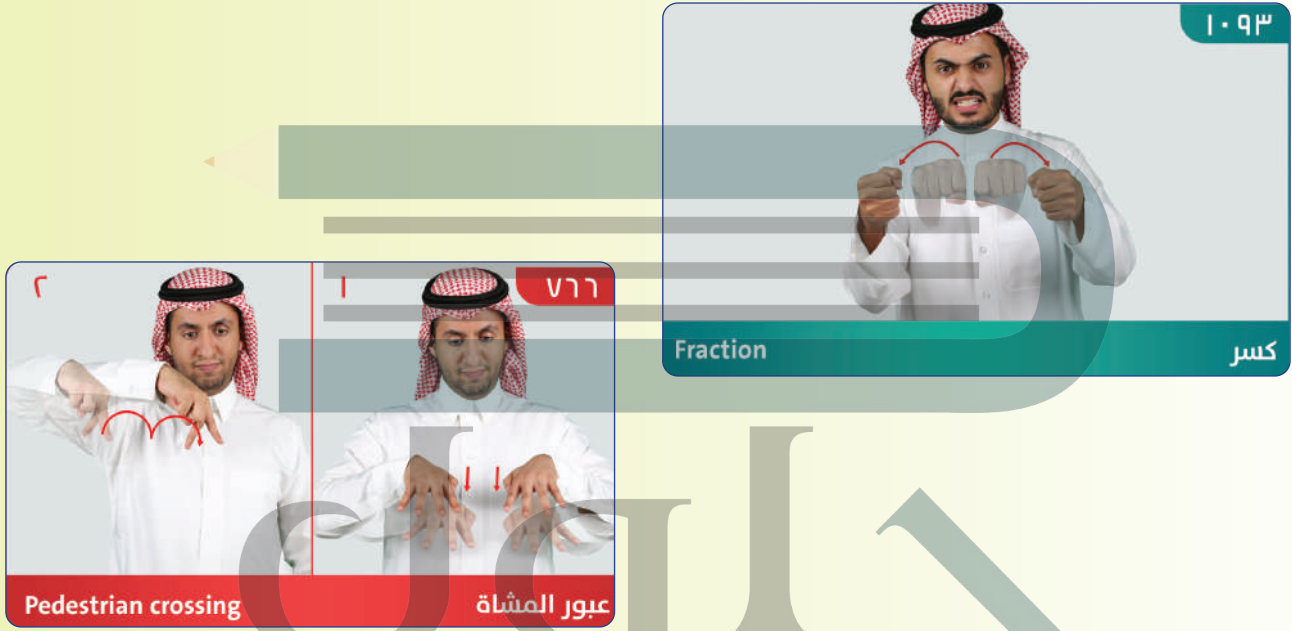 ١٠٩٣
Fraction
كسر
٧٦٦
١
٢
Pedestrian crossing
عبور المشاة